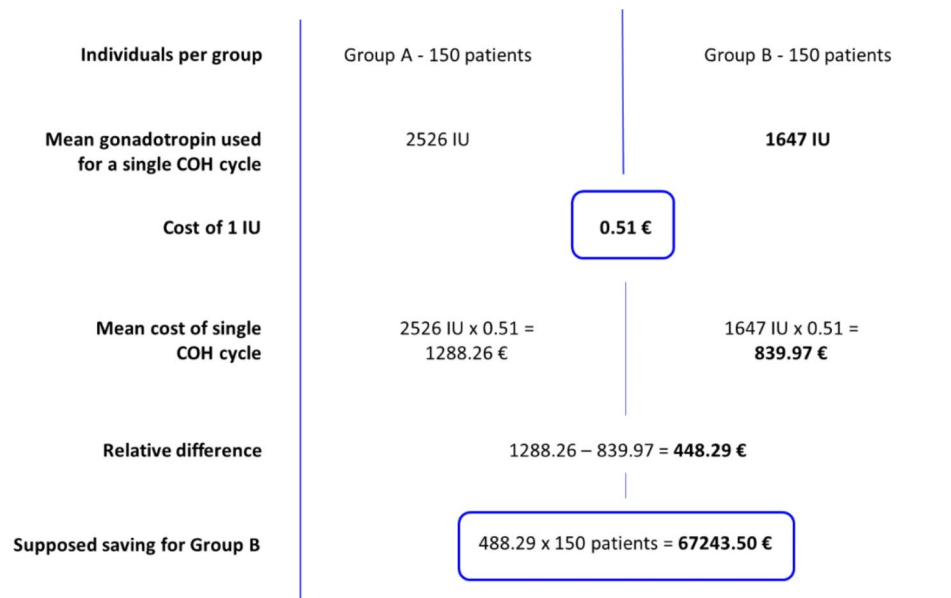 Individuals per group
Group A - 150 patients
Group B - 150 patients
Mean gonadotropin used
for a single COH cycle
2526 IU
1647 IU
Cost of 1 IU
0.51 €
Mean cost of single
COH cycle
2526 IU x 0.51 =
1288.26 €
1647 IU x 0.51 =
839.97 €
Relative difference
1288.26 – 839.97 = 448.29 €
Supposed saving for Group B
488.29 x 150 patients = 67243.50 €